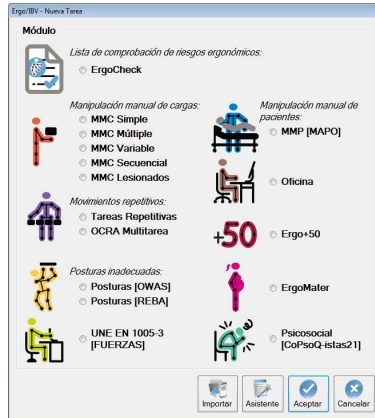 Ergo/IBV - Nueva Tarea
Módulo
Lista de comprobación de riesgos ergonómicos:
ErgoCheck
Manipulación manual de cargas:
MMC Simple
MMC Múltiple
MMC Variable
MMC Secuencial
MMC Lesionados
Manipulación manual de
pacientes:
MMP [MAPO]
Oficina
Movimientos repetitivos:
Tareas Repetitivas
OCRA Multitarea
+50
Ergo+50
Posturas inadecuadas:
Posturas [OWAS]
Posturas [REBA]
ErgoMater
UNE EN 1005-3
[FUERZAS]
Psicosocial
[CoPsoQ-istas21]
Importar
Asistente
Aceptar
Cancelar